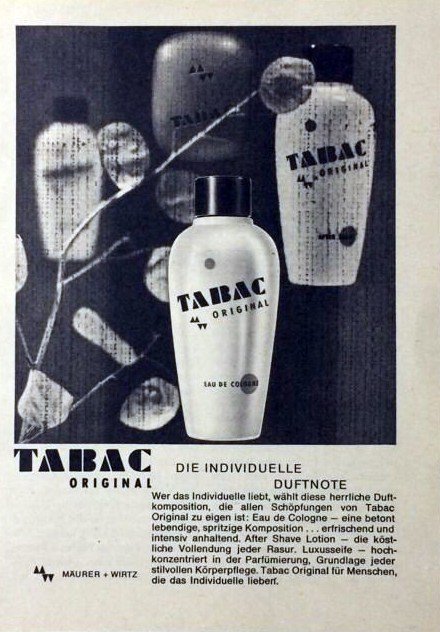 TABAC
TABAC
ORIGINAL
TABAC
ORIGINAL
EAU DE COLOGNE
TABAC
ORIGINAL
DIE INDIVIDUELLE
DUFTNOTE
Wer das Individuelle liebt, wählt diese herrliche Duft-
komposition, die allen Schöpfungen von Tabac
Original zu eigen ist: Eau de Cologne – eine betont
lebendige, spritzige Komposition . . . erfrischend und
intensiv anhaltend. After Shave Lotion – die köst-
liche Vollendung jeder Rasur. Luxusseife – hoch-
konzentriert in der Parfümierung, Grundlage jeder
stilvollen Körperpflege. Tabac Original für Menschen,
die das Individuelle lieben.
MÄURER + WIRTZ